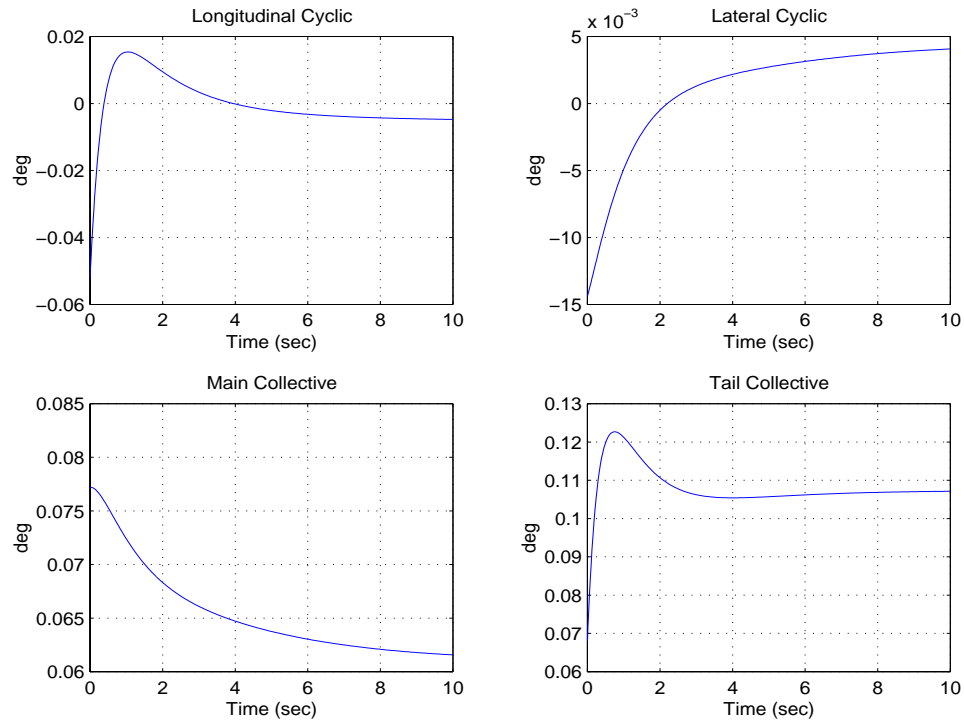 Longitudinal Cyclic
0.02
0
−0.02
−0.04
−0.06
deg
0 2 4 6 8 10
Time (sec)
Lateral Cyclic
x 10−3
5
0
−5
−10
−15
deg
0 2 4 6 8 10
Time (sec)
Main Collective
0.085
0.08
0.075
0.07
0.065
0.06
deg
0 2 4 6 8 10
Time (sec)
Tail Collective
0.13
0.12
0.11
0.1
0.09
0.08
0.07
0.06
deg
0 2 4 6 8 10
Time (sec)